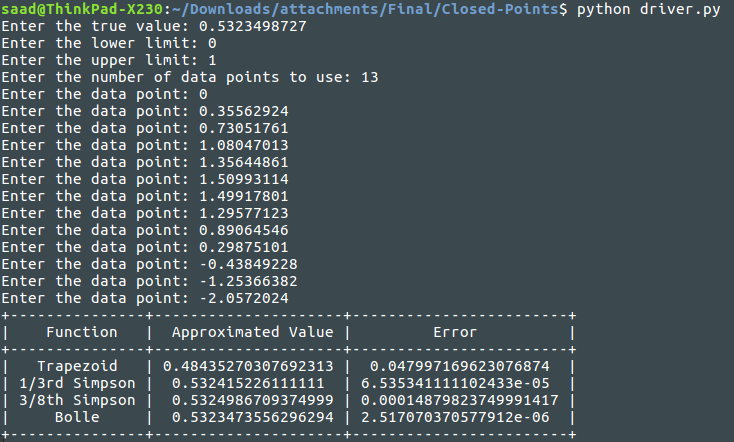 saad@ThinkPad-X230:~/Downloads/attachments/Final/Closed-Points$ python driver.py
Enter the true value: 0.5323498727
Enter the lower limit: 0
Enter the upper limit: 1
Enter the number of data points to use: 13
Enter the data point: 0
Enter the data point: 0.35562924
Enter the data point: 0.73051761
Enter the data point: 1.08047013
Enter the data point: 1.35644861
Enter the data point: 1.50993114
Enter the data point: 1.49917801
Enter the data point: 1.29577123
Enter the data point: 0.89064546
Enter the data point: 0.29875101
Enter the data point: -0.43849228
Enter the data point: -1.25366382
Enter the data point: -2.0572024
+---------------+----------------------+------------------------+
|    Function   |  Approximated Value  |         Error          |
+---------------+----------------------+------------------------+
|   Trapezoid   | 0.48435270307692313  |  0.047997169623076874  |
| 1/3rd Simpson |  0.532415226111111   | 6.535341111102433e-05  |
| 3/8th Simpson |  0.5324986709374999  | 0.00014879823749991417 |
|     Bolle     |  0.5323473556296294  | 2.517070370577912e-06  |
+---------------+----------------------+------------------------+